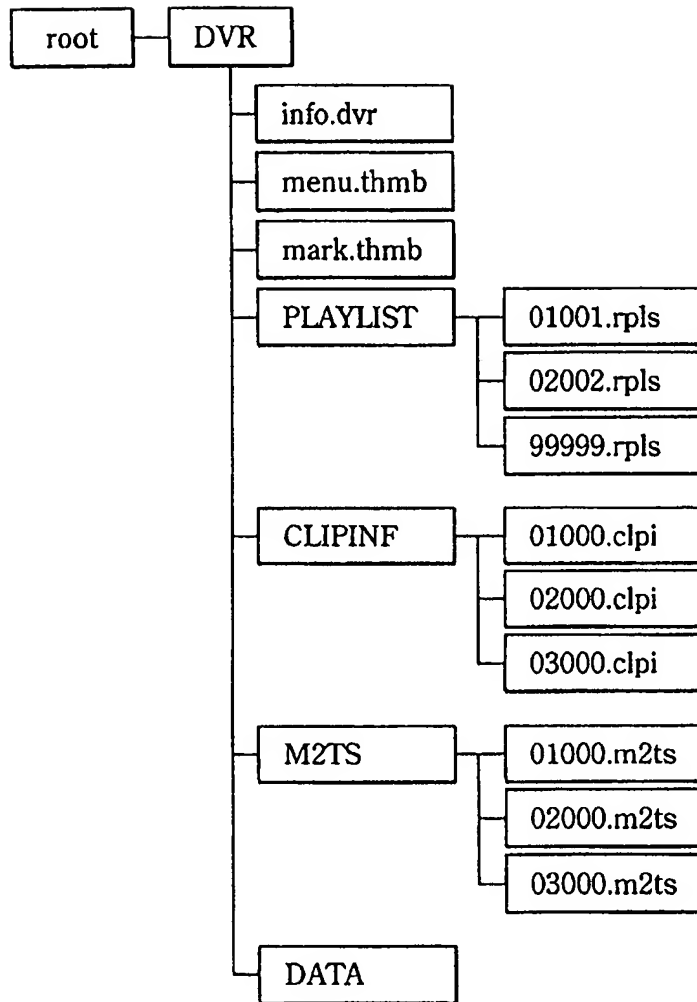 root
DVR
info.dvr
menu.thmb
mark.thmb
PLAYLIST
01001.rpls
02002.rpls
99999.rpls
CLIPINF
01000.clpi
02000.clpi
03000.clpi
M2TS
01000.m2ts
02000.m2ts
03000.m2ts
DATA